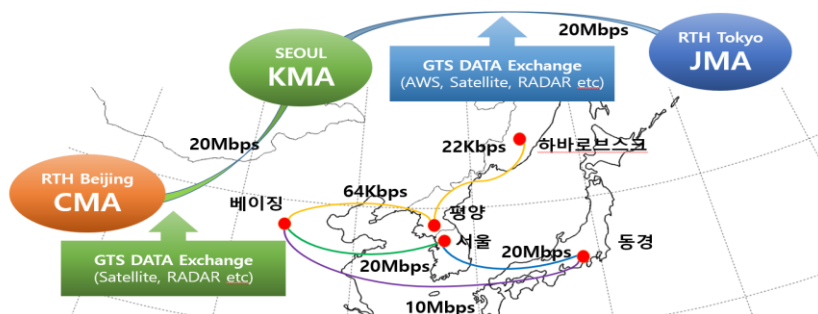 20Mbps
RTH Tokyo
JMA
SEOUL
KMA
GTS DATA Exchange
(AWS, Satellite, RADAR etc)
20Mbps
22Kbps
하바로브스크
RTH Beijing
CMA
64Kbps
베이징
평양
서울
20Mbps
동경
GTS DATA Exchange
(Satellite, RADAR etc)
20Mbps
10Mbps